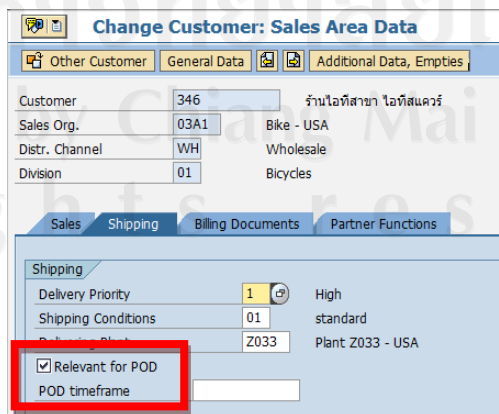 Change Customer: Sales Area Data
Other Customer General Data Additional Data, Empties
Customer 346 ร้านไอทีสาขา ไอทีสแควร์
Sales Org. 03A1 Bike - USA
Distr. Channel WH Wholesale
Division 01 Bicycles
Sales Shipping Billing Documents Partner Functions
Shipping
Delivery Priority 1 High
Shipping Conditions 01 standard
Delivering Plant Z033 Plant Z033 - USA
Relevant for POD
POD timeframe